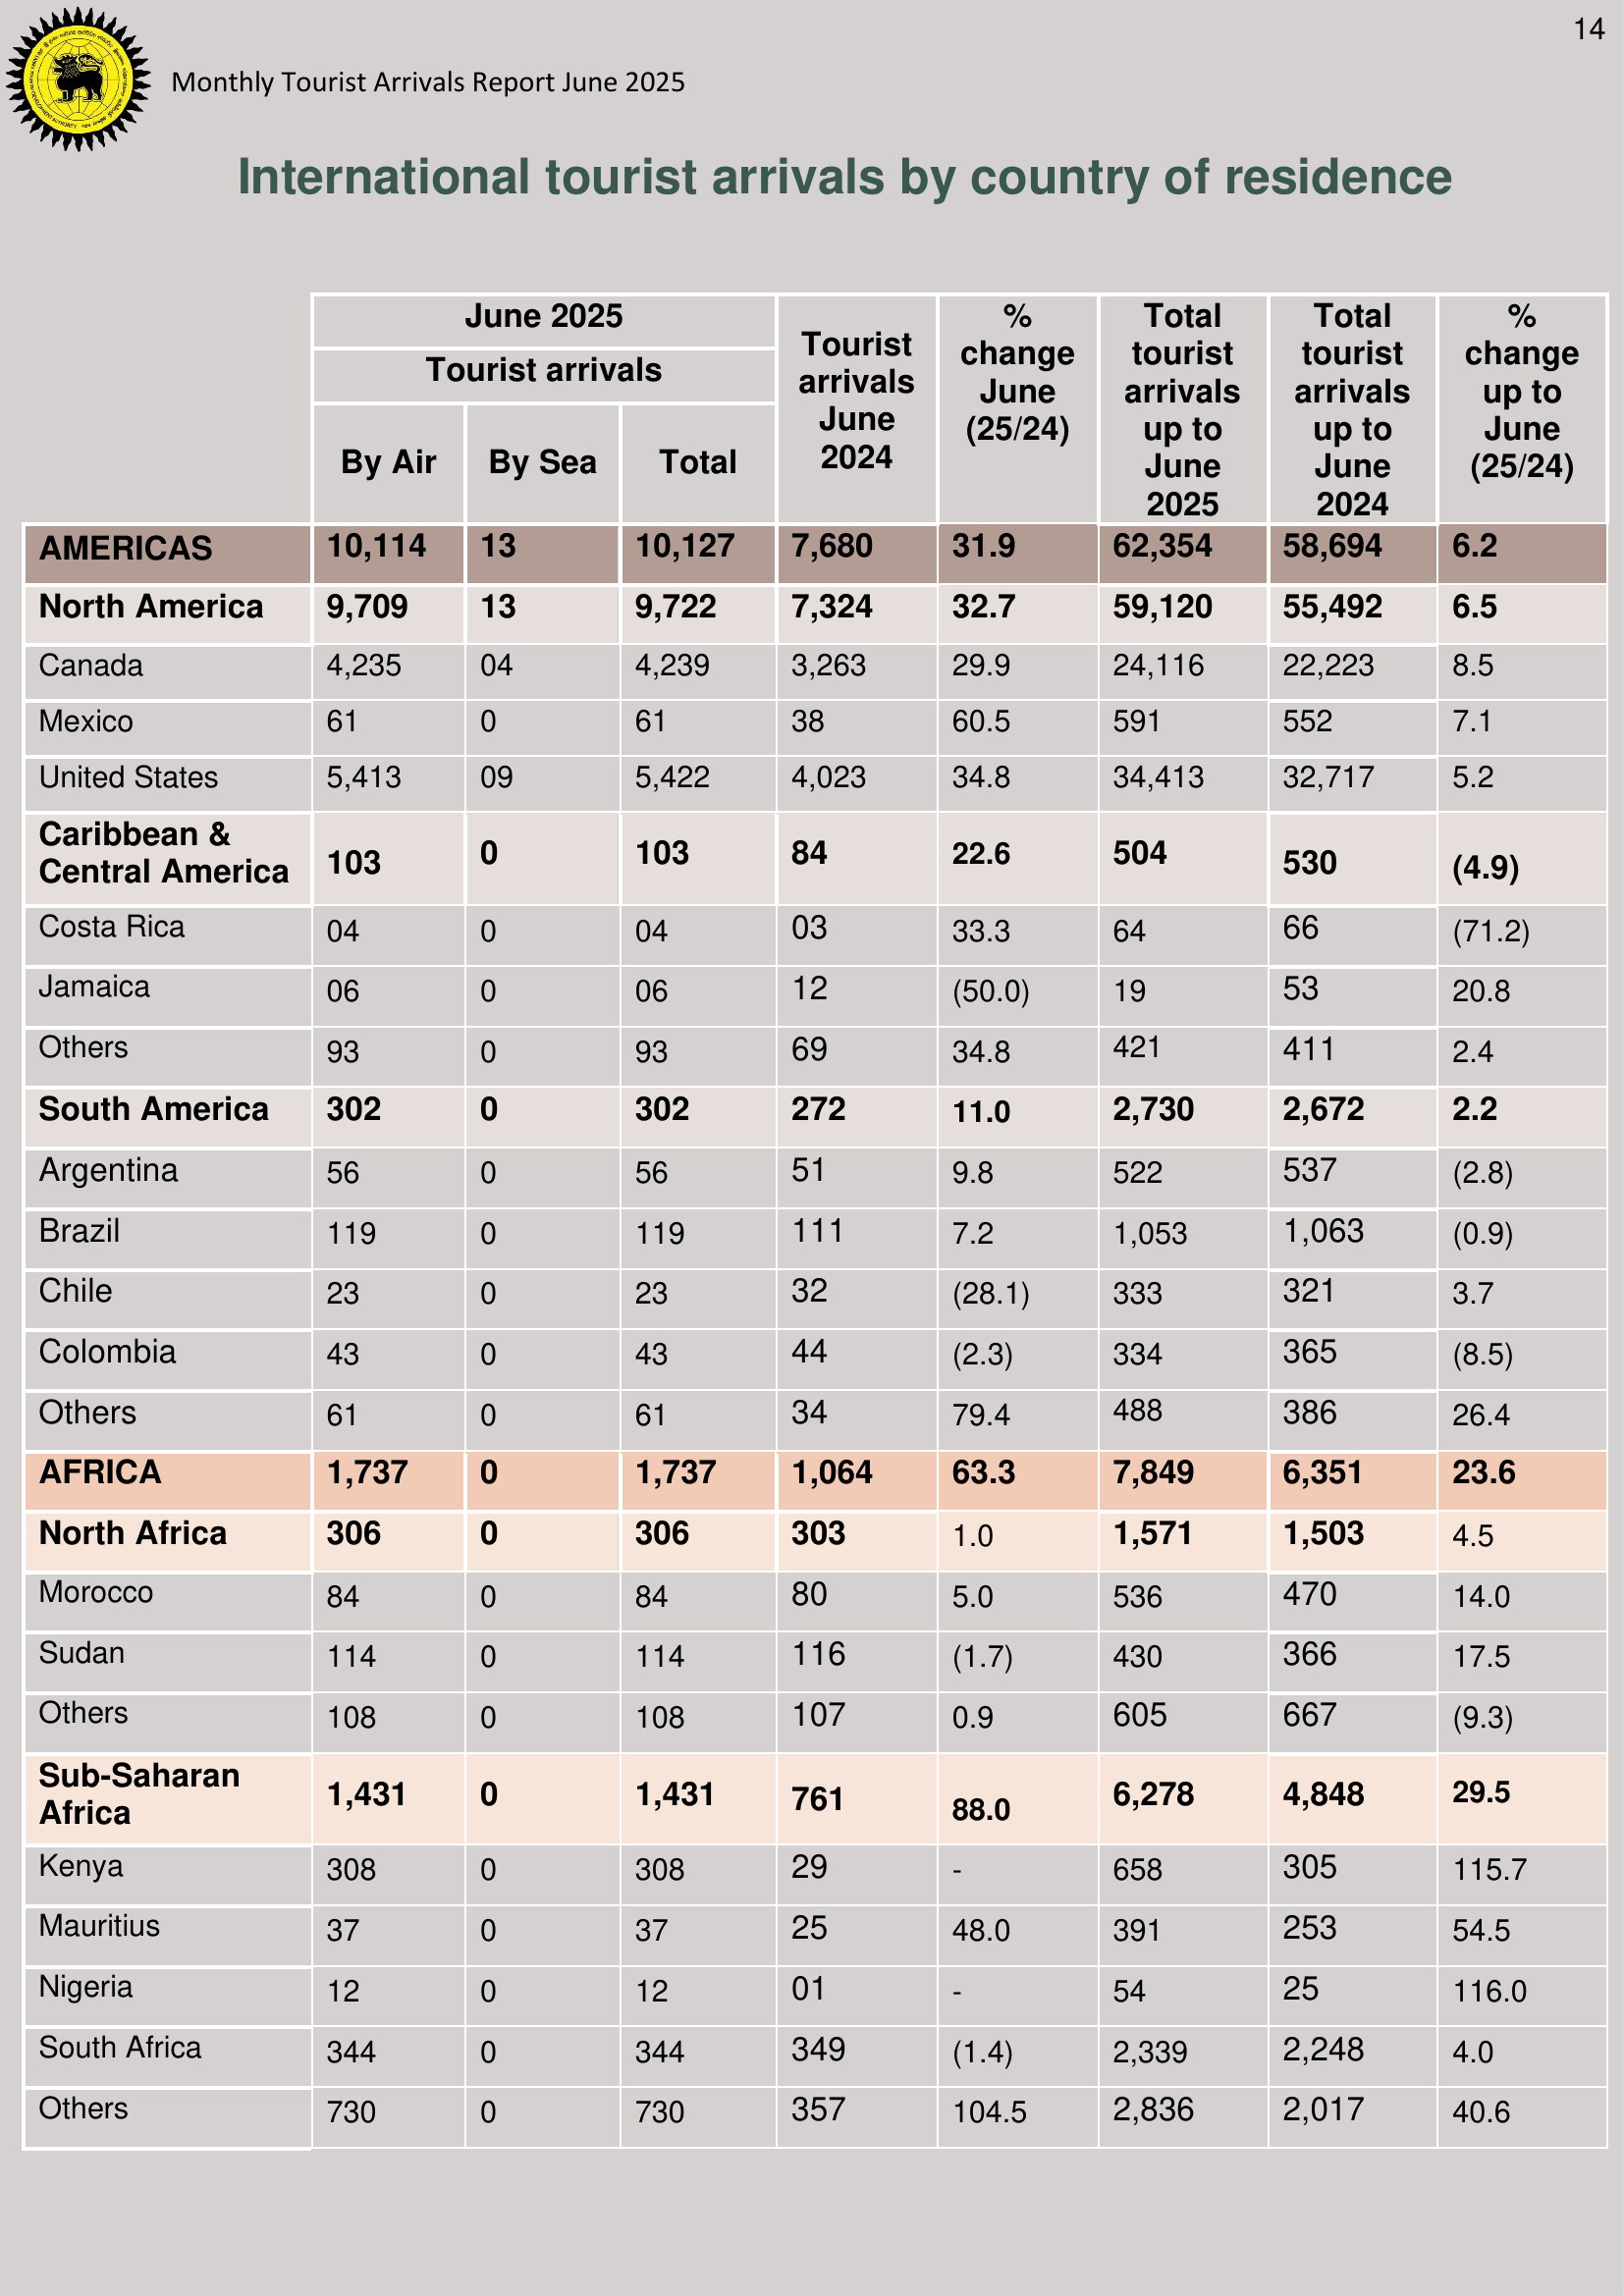 14
Monthly Tourist Arrivals Report June 2025
International tourist arrivals by country of residence
June 2025
Tourist arrivals
By Air By Sea Total
Tourist arrivals June 2024
% change June (25/24)
Total tourist arrivals up to June 2025
Total tourist arrivals up to June 2024
% change up to June (25/24)
AMERICAS 10,114 13 10,127 7,680 31.9 62,354 58,694 6.2
North America 9,709 13 9,722 7,324 32.7 59,120 55,492 6.5
Canada 4,235 04 4,239 3,263 29.9 24,116 22,223 8.5
Mexico 61 0 61 38 60.5 591 552 7.1
United States 5,413 09 5,422 4,023 34.8 34,413 32,717 5.2
Caribbean & Central America 103 0 103 84 22.6 504 530 (4.9)
Costa Rica 04 0 04 03 33.3 64 66 (71.2)
Jamaica 06 0 06 12 (50.0) 19 53 20.8
Others 93 0 93 69 34.8 421 411 2.4
South America 302 0 302 272 11.0 2,730 2,672 2.2
Argentina 56 0 56 51 9.8 522 537 (2.8)
Brazil 119 0 119 111 7.2 1,053 1,063 (0.9)
Chile 23 0 23 32 (28.1) 333 321 3.7
Colombia 43 0 43 44 (2.3) 334 365 (8.5)
Others 61 0 61 34 79.4 488 386 26.4
AFRICA 1,737 0 1,737 1,064 63.3 7,849 6,351 23.6
North Africa 306 0 306 303 1.0 1,571 1,503 4.5
Morocco 84 0 84 80 5.0 536 470 14.0
Sudan 114 0 114 116 (1.7) 430 366 17.5
Others 108 0 108 107 0.9 605 667 (9.3)
Sub-Saharan Africa 1,431 0 1,431 761 88.0 6,278 4,848 29.5
Kenya 308 0 308 29 - 658 305 115.7
Mauritius 37 0 37 25 48.0 391 253 54.5
Nigeria 12 0 12 01 - 54 25 116.0
South Africa 344 0 344 349 (1.4) 2,339 2,248 4.0
Others 730 0 730 357 104.5 2,836 2,017 40.6